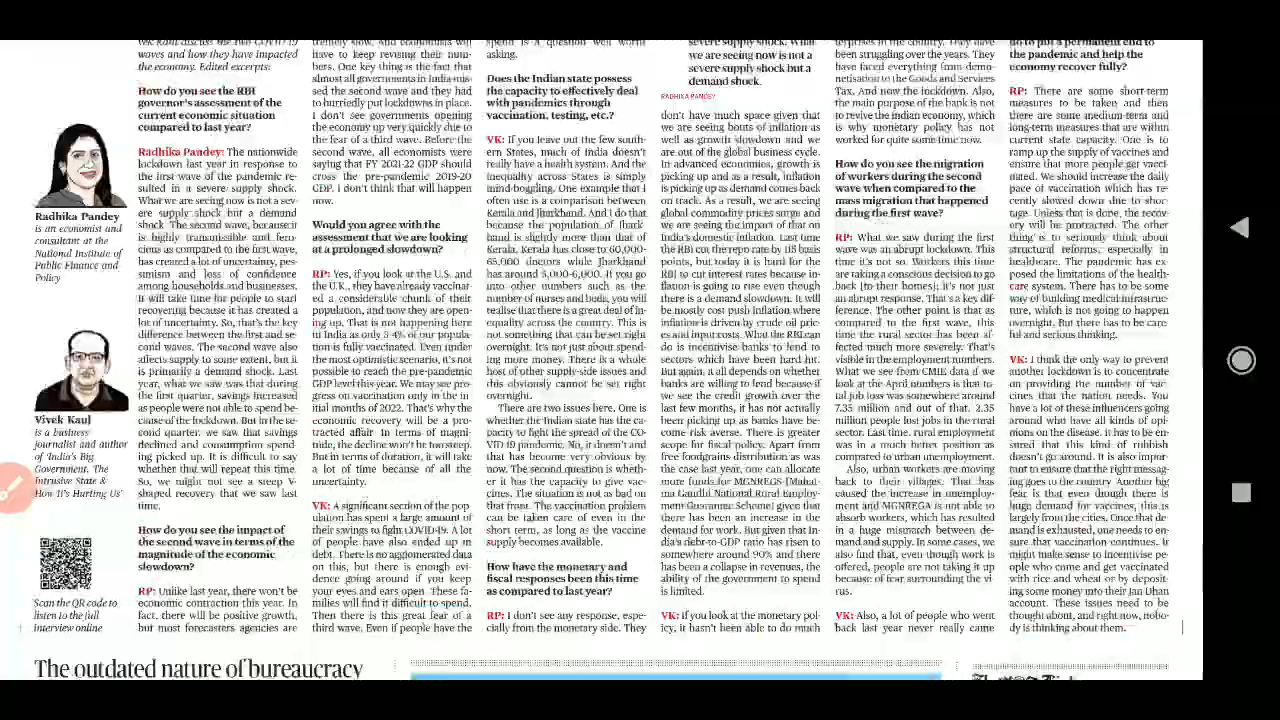 Radhika Pandey
is an economist and
consultant at the
National Institute of
Public Finance and
Policy
Vivek Kaul
is a business
journalist and author
of 'India's Big
Government. The
Intrusive State &
How It's Hurting Us'
Scan the QR code to
listen to the full
interview online
vek Kaul discuss the two COVID-19
waves and how they have impacted
the economy. Edited excerpts:
How do you see the RBI
governor's assessment of the
current economic situation
compared to last year?
Radhika Pandey: The nationwide
lockdown last year in response to
the first wave of the pandemic re-
sulted in a severe supply shock.
What we are seeing now is not a sev-
ere supply shock but a demand
shock. The second wave, because it
is highly transmissible and fero-
cious as compared to the first wave,
has created a lot of uncertainty, pes-
simism and loss of confidence
among households and businesses.
It will take time for people to start
recovering because it has created a
lot of uncertainty. So, that's the key
difference between the first and se-
cond waves. The second wave also
affects supply to some extent, but it
is primarily a demand shock. Last
year, what we saw was that during
the first quarter, savings increased
as people were not able to spend be-
cause of the lockdown. But in the se-
cond quarter, we saw that savings
declined and consumption spend-
ing picked up. It is difficult to say
whether that will repeat this time.
So, we might not see a steep V-
shaped recovery that we saw last
time.
How do you see the impact of
the second wave in terms of the
magnitude of the economic
slowdown?
RP: Unlike last year, there won't be
economic contraction this year. In
fact, there will be positive growth,
but most forecasters agencies are
tremely slow. And economists will
have to keep revising their num-
bers. One key thing is the fact that
almost all governments in India mis-
sed the second wave and they had
to hurriedly put lockdowns in place.
I don't see governments opening
the economy up very quickly due to
the fear of a third wave. Before the
second wave, all economists were
saying that FY 2021-22 GDP should
cross the pre-pandemic 2019-20
GDP. I don't think that will happen
now.
Would you agree with the
assessment that we are looking
at a prolonged slowdown?
RP: Yes, if you look at the U.S. and
the U.K., they have already vaccinat-
ed a considerable chunk of their
population, and now they are open-
ing up. That is not happening here
in India as only 3-4% of our popula-
tion is fully vaccinated. Even under
the most optimistic scenario, it's not
possible to reach the pre-pandemic
GDP level this year. We may see pro-
gress on vaccination only in the in-
itial months of 2022. That's why the
economic recovery will be a pro-
tracted affair. In terms of magni-
tude, the decline won't be too steep.
But in terms of duration, it will take
a lot of time because of all the
uncertainty.
VK: A significant section of the pop-
ulation has spent a large amount of
their savings to fight COVID-19. A lot
of people have also ended up in
debt. There is no agglomerated data
on this, but there is enough evi-
dence going around if you keep
your eyes and ears open. These fa-
milies will find it difficult to spend.
Then there is this great fear of a
third wave. Even if people have the
spend is a question well worth
asking.
Does the Indian state possess
the capacity to effectively deal
with pandemics through
vaccination, testing, etc.?
VK: If you leave out the few south-
ern States, much of India doesn't
really have a health system. And the
inequality across States is simply
mind-boggling. One example that I
often use is a comparison between
Kerala and Jharkhand. And I do that
because the population of Jhark-
hand is slightly more than that of
Kerala. Kerala has close to 60,000-
65,000 doctors while Jharkhand
has around 5,000-6,000. If you go
into other numbers such as the
number of nurses and beds, you will
realise that there is a great deal of in-
equality across the country. This is
not something that can be set right
overnight. It's not just about spend-
ing more money. There is a whole
host of other supply-side issues and
this obviously cannot be set right
overnight.
There are two issues here. One is
whether the Indian state has the ca-
pacity to fight the spread of the CO-
VID-19 pandemic. No, it doesn't and
that has become very obvious by
now. The second question is wheth-
er it has the capacity to give vac-
cines. The situation is not as bad on
that front. The vaccination problem
can be taken care of even in the
short term, as long as the vaccine
supply becomes available.
How have the monetary and
fiscal responses been this time
as compared to last year?
RP: I don't see any response, espe-
cially from the monetary side. They
severe supply shock. What
we are seeing now is not a
severe supply shock but a
demand shock.
RADHIKA PANDEY
don't have much space given that
we are seeing bouts of inflation as
well as growth slowdown and we
are out of the global business cycle.
In advanced economies, growth is
picking up and as a result, inflation
is picking up as demand comes back
on track. As a result, we are seeing
global commodity prices surge and
we are seeing the impact of that on
India's domestic inflation. Last time
the RBI cut the repo rate by 115 basis
points, but today it is hard for the
RBI to cut interest rates because in-
flation is going to rise even though
there is a demand slowdown. It will
be mostly cost push inflation where
inflation is driven by crude oil pric-
es and input costs. What the RBI can
do is incentivise banks to lend to
sectors which have been hard hit.
But again, it all depends on whether
banks are willing to lend because if
we see the credit growth over the
last few months, it has not actually
been picking up as banks have be-
come risk averse. There is greater
scope for fiscal policy. Apart from
free foodgrains distribution as was
the case last year, one can allocate
more funds for MGNREGS [Mahat-
ma Gandhi National Rural Employ-
ment Guarantee Scheme] given that
there has been an increase in the
demand for work. But given that In-
dia's debt-to-GDP ratio has risen to
somewhere around 90% and there
has been a collapse in revenues, the
ability of the government to spend
is limited.
VK: if you look at the monetary pol-
icy, it hasn't been able to do much
terprises in the country. They have
been struggling over the years. They
have faced everything from demo-
netisation to the Goods and Services
Tax. And now the lockdown. Also,
the main purpose of the bank is not
to revive the Indian economy, which
is why monetary policy has not
worked for quite some time now.
How do you see the migration
of workers during the second
wave when compared to the
mass migration that happened
during the first wave?
RP: What we saw during the first
wave was an abrupt lockdown. This
time it's not so. Workers this time
are taking a conscious decision to go
back [to their homes]; it's not just
an abrupt response. That's a key dif-
ference. The other point is that as
compared to the first wave, this
time the rural sector has been af-
fected much more severely. That's
visible in the employment numbers.
What we see from CMIE data if we
look at the April numbers is that to-
tal job loss was somewhere around
7.35 million and out of that, 2.35
million people lost jobs in the rural
sector. Last time, rural employment
was in a much better position as
compared to urban unemployment.
Also, urban workers are moving
back to their villages. That has
caused the increase in unemploy-
ment and MGNREGA is not able to
absorb workers, which has resulted
in a huge mismatch between de-
mand and supply. In some cases, we
also find that, even though work is
offered, people are not taking it up
because of fear surrounding the vi-
rus.
VK: Also, a lot of people who went
back last year never really came
do to put a permanent end to
the pandemic and help the
economy recover fully?
RP: There are some short-term
measures to be taken and then
there are some medium-term and
long-term measures that are within
current state capacity. One is to
ramp up the supply of vaccines and
ensure that more people get vacci-
nated. We should increase the daily
pace of vaccination which has re-
cently slowed down due to shor-
tage. Unless that is done, the recov-
ery will be protracted. The other
thing is to seriously think about
structural reforms, especially in
healthcare. The pandemic has ex-
posed the limitations of the health-
care system. There has to be some
way of building medical infrastruc-
ture, which is not going to happen
overnight. But there has to be care-
ful and serious thinking.
VK: I think the only way to prevent
another lockdown is to concentrate
on providing the number of vac-
cines that the nation needs. You
have a lot of these influencers going
around who have all kinds of opi-
nions on the disease. It has to be en-
sured that this kind of rubbish
doesn't go around. It is also impor-
tant to ensure that the right messag-
ing goes to the country. Another big
fear is that even though there is
huge demand for vaccines, this is
largely from the cities. Once that de-
mand is exhausted, one needs to en-
sure that vaccination continues. It
might make sense to incentivise pe-
ople who come and get vaccinated
with rice and wheat or by deposit-
ing some money into their Jan Dhan
account. These issues need to be
thought about, and right now, nobo-
dy is thinking about them.
The outdated nature of bureaucracy